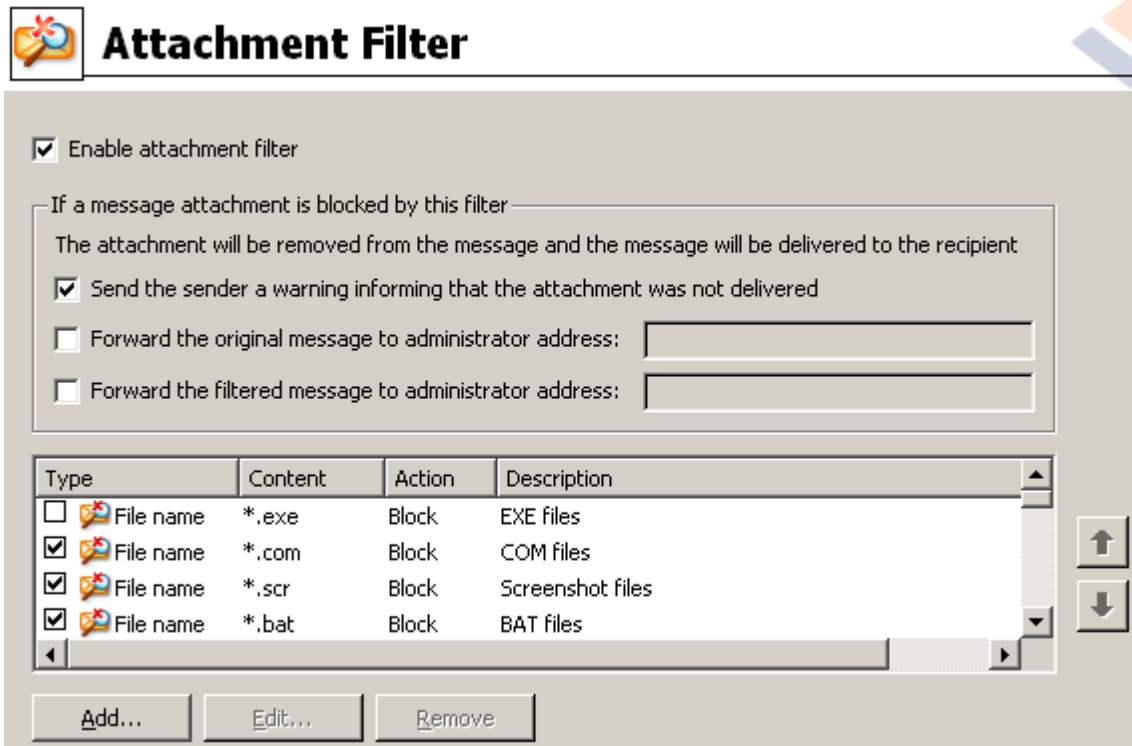 Attachment Filter
Enable attachment filter
If a message attachment is blocked by this filter
The attachment will be removed from the message and the message will be delivered to the recipient
Send the sender a warning informing that the attachment was not delivered
Forward the original message to administrator address:
Forward the filtered message to administrator address:
Type Content Action Description
File name *.exe Block EXE files
File name *.com Block COM files
File name *.scr Block Screenshot files
File name *.bat Block BAT files
Add... Edit... Remove